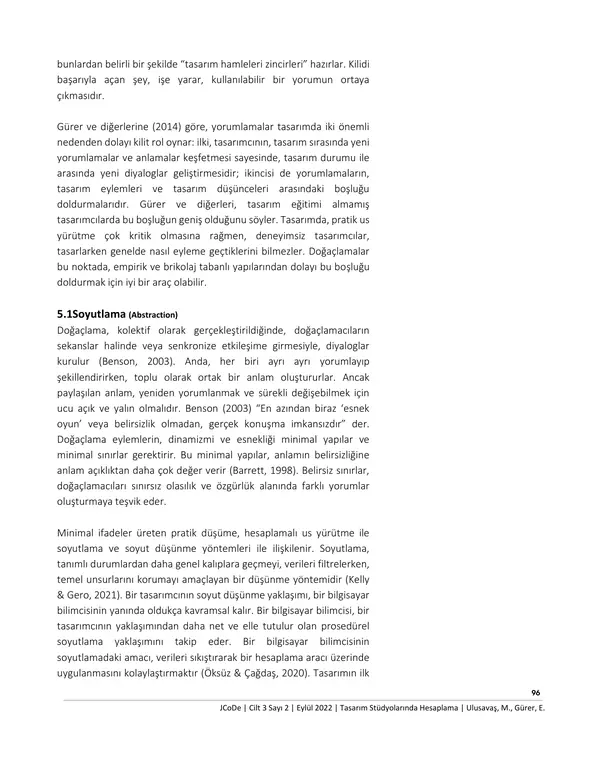 bunlardan belirli bir şekilde “tasarım hamleleri zincirleri” hazırlar. Kilidi
başarıyla açan şey, işe yarar, kullanılabilir bir yorumun ortaya
çıkmasıdır.
Gürer ve diğerlerine (2014) göre, yorumlamalar tasarımda iki önemli
nedenden dolayı kilit rol oynar: ilki, tasarımcının, tasarım sırasında yeni
yorumlamalar ve anlamalar keşfetmesi sayesinde, tasarım durumu ile
arasında yeni diyaloglar geliştirmesidir; ikincisi de yorumlamaların,
tasarım eylemleri ve tasarım düşünceleri arasındaki boşluğu
doldurmalarıdır. Gürer ve diğerleri, tasarım eğitimi almamış
tasarımcılarda bu boşluğun geniş olduğunu söyler. Tasarımda, pratik us
yürütme çok kritik olmasına rağmen, deneyimsiz tasarımcılar,
tasarlarken genelde nasıl eyleme geçtiklerini bilmezler. Doğaçlamalar
bu noktada, empirik ve brikolaj tabanlı yapılarından dolayı bu boşluğu
doldurmak için iyi bir araç olabilir.
5.1Soyutlama (Abstraction)
Doğaçlama, kolektif olarak gerçekleştirildiğinde, doğaçlamacıların
sekanslar halinde veya senkronize etkileşime girmesiyle, diyaloglar
kurulur (Benson, 2003). Anda, her biri ayrı ayrı yorumlayıp
şekillendirirken, toplu olarak ortak bir anlam oluştururlar. Ancak
paylaşılan anlam, yeniden yorumlanmak ve sürekli değişebilmek için
ucu açık ve yalın olmalıdır. Benson (2003) “En azından biraz ‘esnek
oyun’ veya belirsizlik olmadan, gerçek konuşma imkansızdır” der.
Doğaçlama eylemlerin, dinamizmi ve esnekliği minimal yapılar ve
minimal sınırlar gerektirir. Bu minimal yapılar, anlamın belirsizliğine
anlam açıklıktan daha çok değer verir (Barrett, 1998). Belirsiz sınırlar,
doğaçlamacıları sınırsız olasılık ve özgürlük alanında farklı yorumlar
oluşturmaya teşvik eder.
Minimal ifadeler üreten pratik düşüme, hesaplamalı us yürütme ile
soyutlama ve soyut düşünme yöntemleri ile ilişkilenir. Soyutlama,
tanımlı durumlardan daha genel kalıplara geçmeyi, verileri filtrelerken,
temel unsurlarını korumayı amaçlayan bir düşünme yöntemidir (Kelly
& Gero, 2021). Bir tasarımcının soyut düşünme yaklaşımı, bir bilgisayar
bilimcisinin yanında oldukça kavramsal kalır. Bir bilgisayar bilimcisi, bir
tasarımcının yaklaşımından daha net ve elle tutulur olan prosedürel
soyutlama yaklaşımını takip eder. Bir bilgisayar bilimcisinin
soyutlamadaki amacı, verileri sıkıştırarak bir hesaplama aracı üzerinde
uygulanmasını kolaylaştırmaktır (Öksüz & Çağdaş, 2020). Tasarımın ilk
96
JCoDe | Cilt 3 Sayı 2 | Eylül 2022 | Tasarım Stüdyolarında Hesaplama | Ulusavaş, M., Gürer, E.